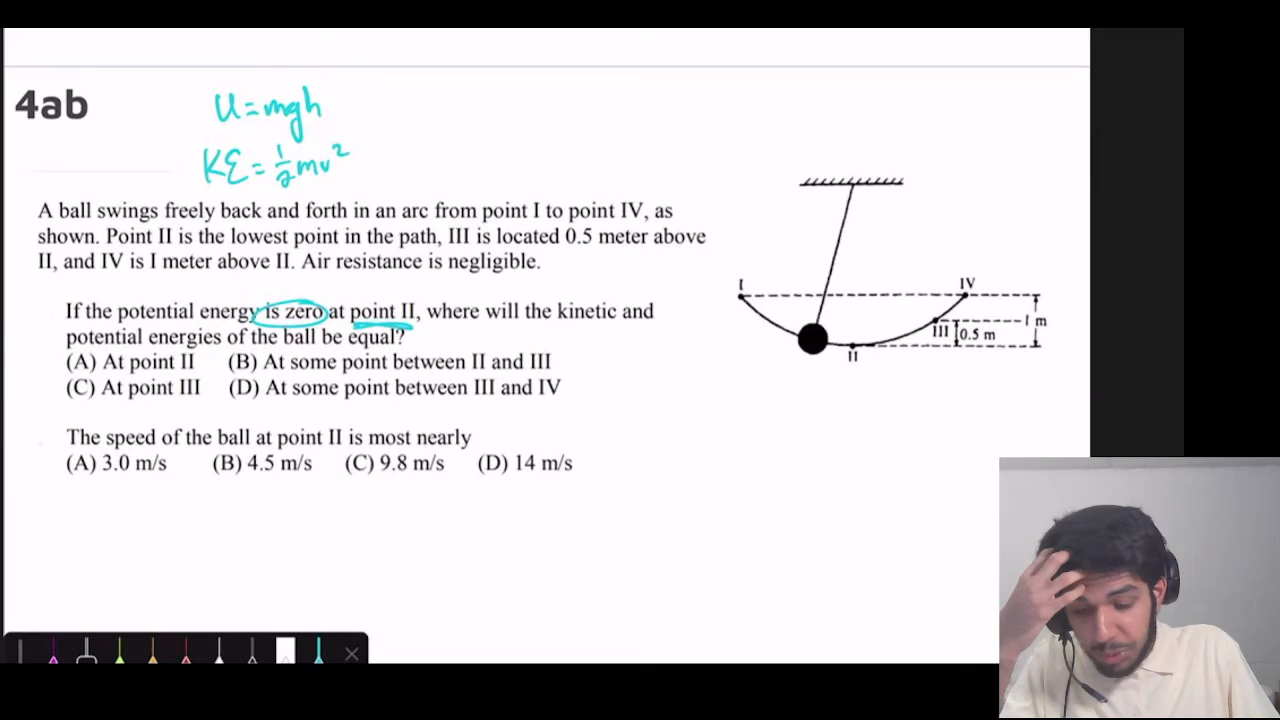 4ab
U=mgh
KE=1/2mv²
A ball swings freely back and forth in an arc from point I to point IV, as
shown. Point II is the lowest point in the path, III is located 0.5 meter above
II, and IV is I meter above II. Air resistance is negligible.
If the potential energy is zero at point II, where will the kinetic and
potential energies of the ball be equal?
(A) At point II (B) At some point between II and III
(C) At point III (D) At some point between III and IV
The speed of the ball at point II is most nearly
(A) 3.0 m/s (B) 4.5 m/s (C) 9.8 m/s (D) 14 m/s
I
IV
1 m
III
0.5 m
II